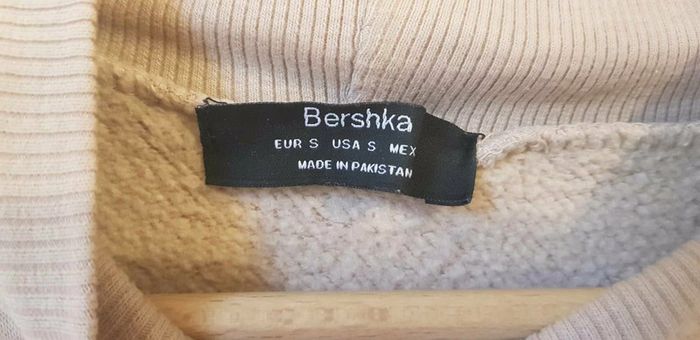 Bershka
EUR S USA S MEX
MADE IN PAKISTAN